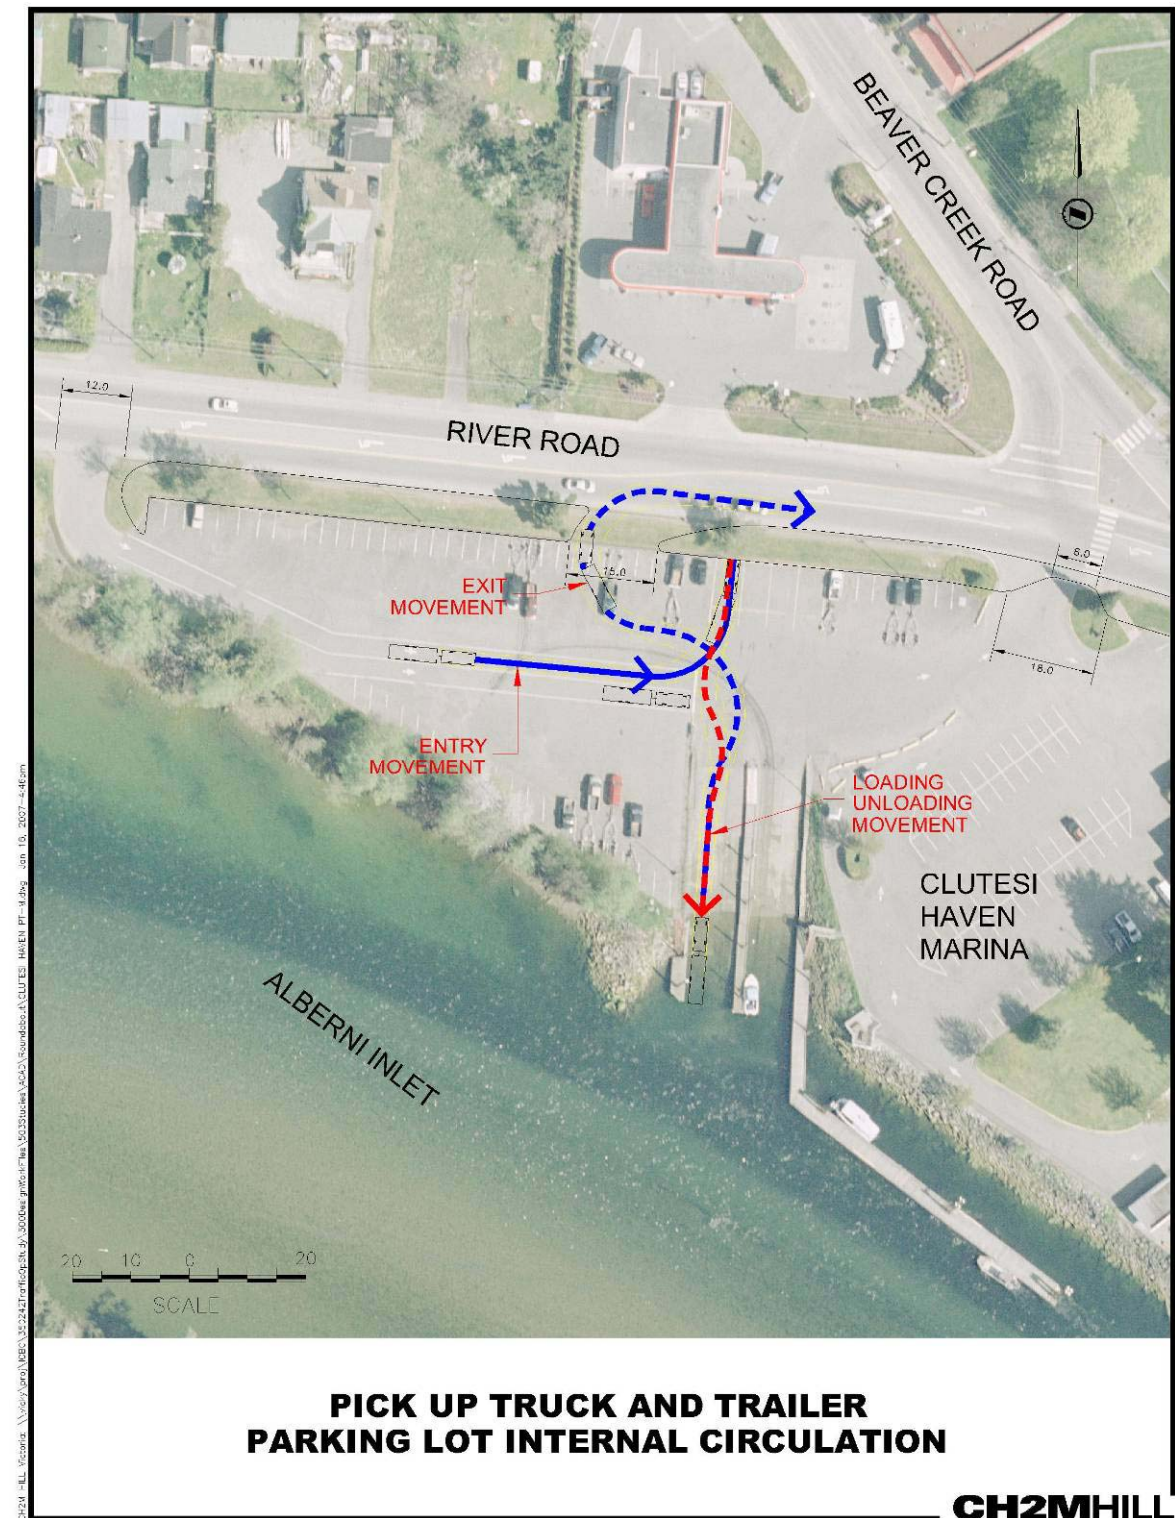 BEAVER CREEK ROAD
12.0
RIVER ROAD
6.0
15.0
EXIT
MOVEMENT
18.0
ENTRY
MOVEMENT
LOADING
UNLOADING
MOVEMENT
CLUTESI
HAVEN
MARINA
ALBERNI INLET
20 10 0 20
SCALE
PICK UP TRUCK AND TRAILER
PARKING LOT INTERNAL CIRCULATION
CH2MHILL